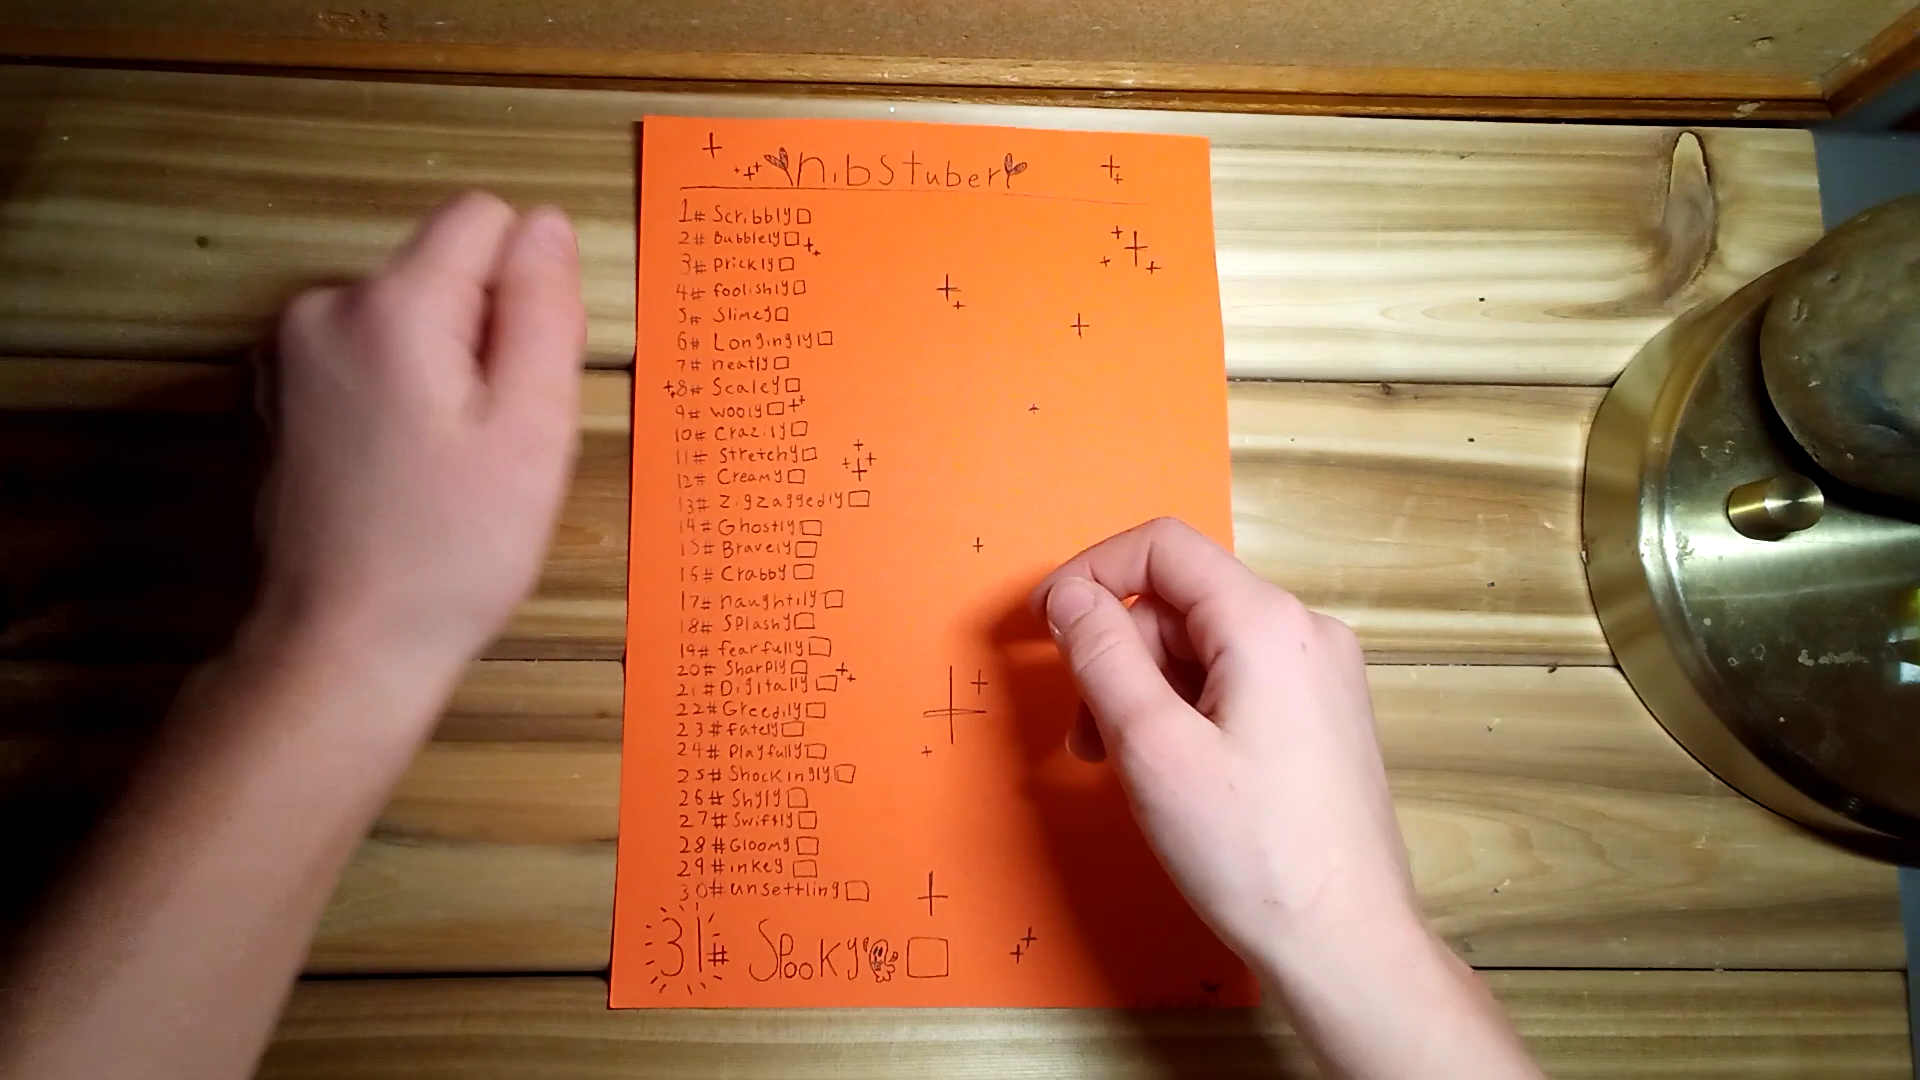 nibStuber
1# Scribbly
2# Bubblely
3# Prickly
4# foolishly
5# Slimey
6# Longingly
7# neatly
8# Scaley
9# wooly
10# Crazily
11# Stretchy
12# Creamy
13# Zigzaggedly
14# Ghostly
15# Bravely
16# Crabby
17# naughtily
18# Splashy
19# fearfully
20# Sharply
21# Digitally
22# Greedily
23# Fately
24# Playfully
25# Shockingly
26# Shyly
27# Swiftly
28# Gloomy
29# inkey
30# unsettling
31# Spooky